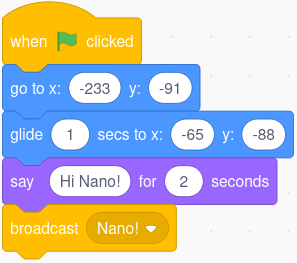 when clicked
go to x: -233 y: -91
glide 1 secs to x: -65 y: -88
say Hi Nano! for 2 seconds
broadcast Nano!